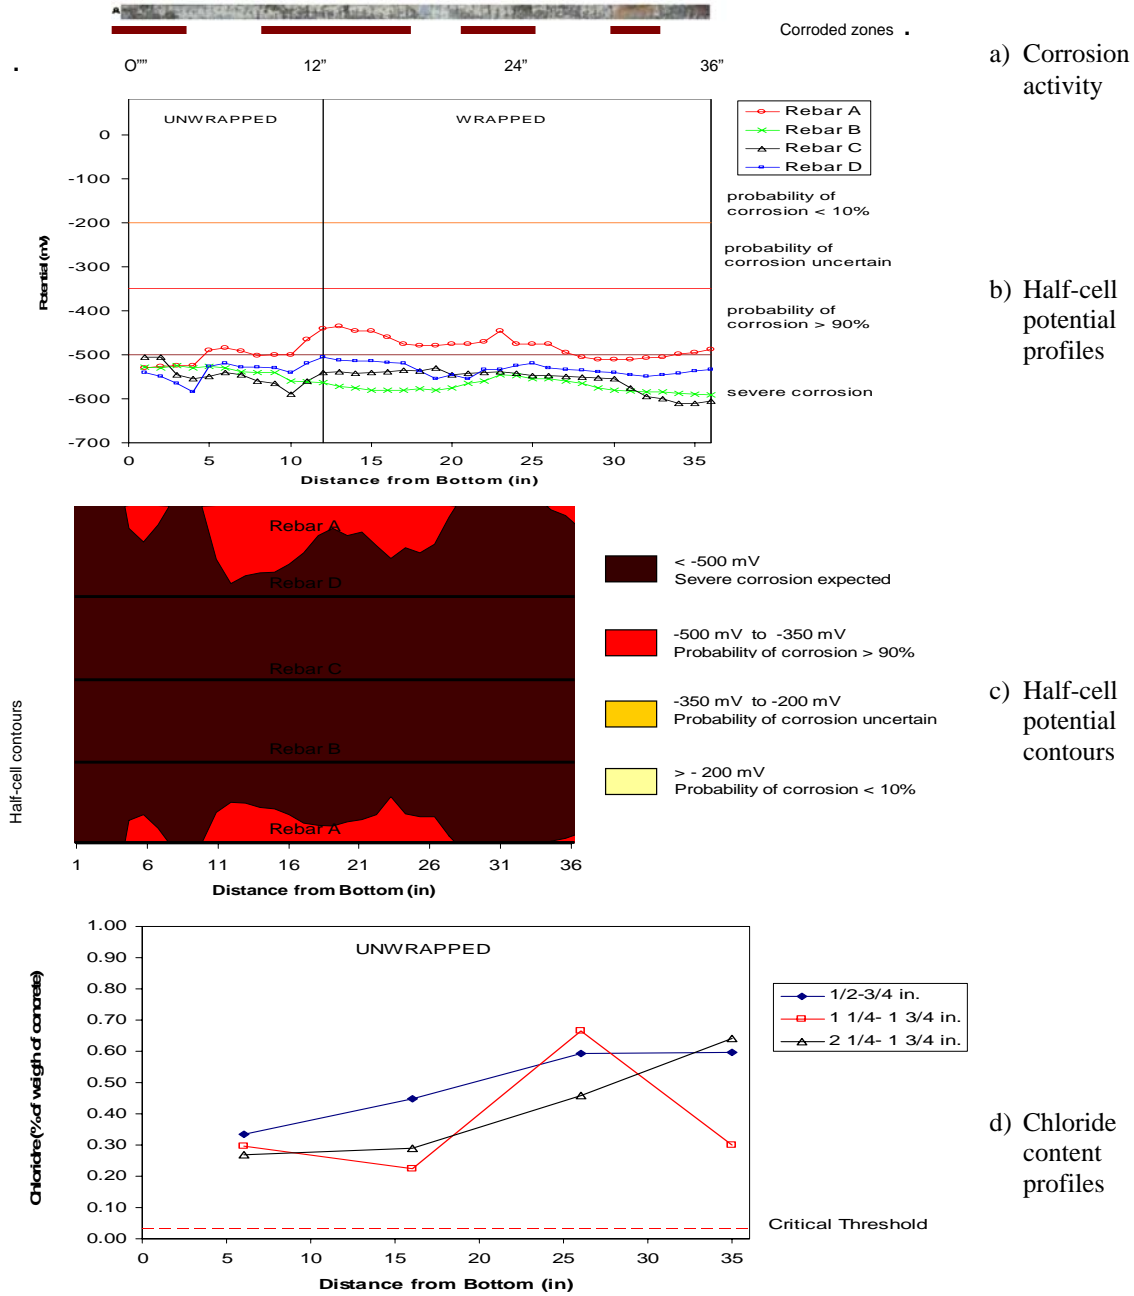 A
Corroded zones .
.
O""
12"
24"
36"
a) Corrosion
activity
UNWRAPPED
WRAPPED
Rebar A
Rebar B
Rebar C
Rebar D
0
-100
-200
-300
-400
-500
-600
-700
Potential (mV)
probability of
corrosion < 10%
probability of
corrosion uncertain
probability of
corrosion > 90%
severe corrosion
0 5 10 15 20 25 30 35
Distance from Bottom (in)
b) Half-cell
potential
profiles
Half-cell contours
Rebar A
Rebar D
Rebar C
Rebar B
Rebar A
1 6 11 16 21 26 31 36
Distance from Bottom (in)
< -500 mV
Severe corrosion expected
-500 mV to -350 mV
Probability of corrosion > 90%
-350 mV to -200 mV
Probability of corrosion uncertain
> - 200 mV
Probability of corrosion < 10%
c) Half-cell
potential
contours
Chloridre (% of weigh of concrete)
1.00
0.90
0.80
0.70
0.60
0.50
0.40
0.30
0.20
0.10
0.00
UNWRAPPED
1/2-3/4 in.
1 1/4- 1 3/4 in.
2 1/4- 1 3/4 in.
Critical Threshold
0 5 10 15 20 25 30 35
Distance from Bottom (in)
d) Chloride
content
profiles